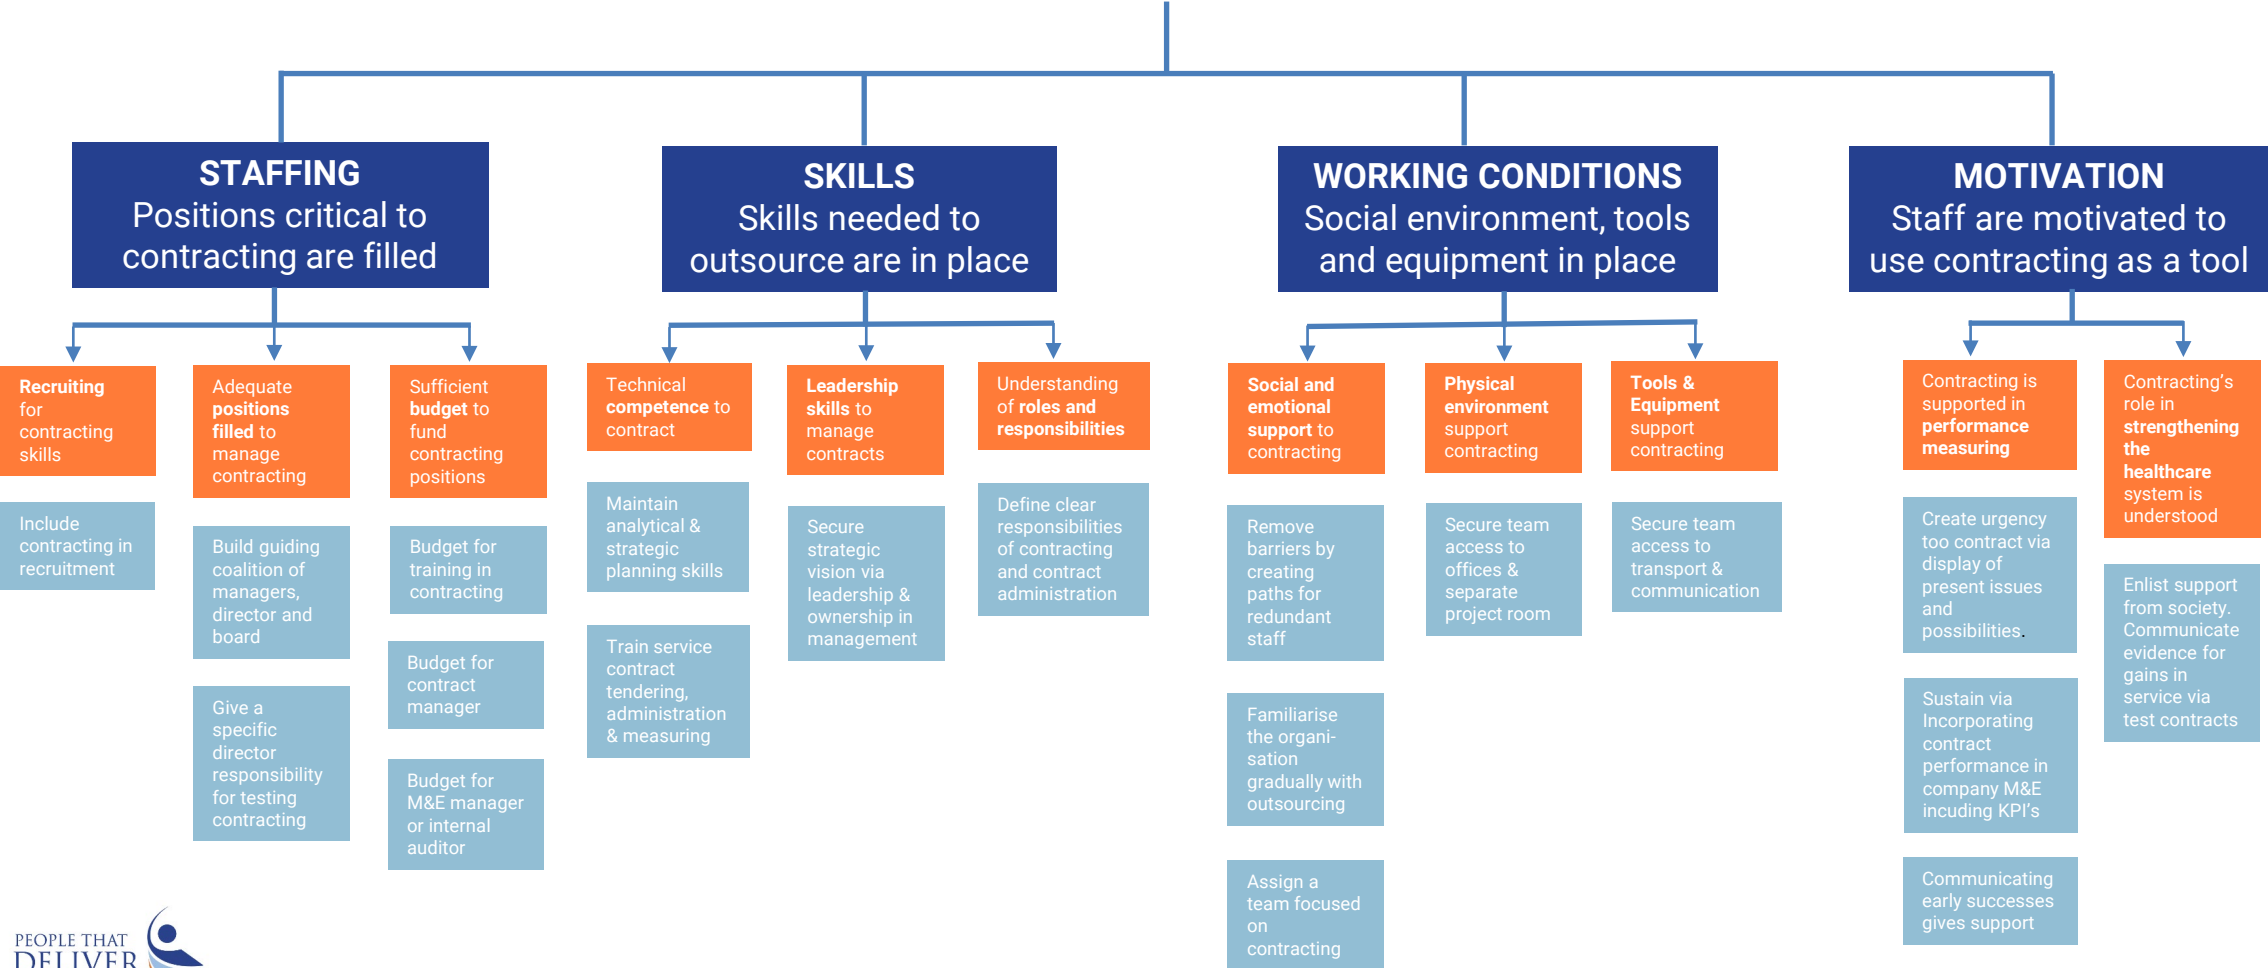 STAFFING
Positions critical to
contracting are filled
SKILLS
Skills needed to
outsource are in place
WORKING CONDITIONS
Social environment, tools
and equipment in place
MOTIVATION
Staff are motivated to
use contracting as a tool
Recruiting
for
contracting
skills
Include
contracting in
recruitment
Adequate
positions
filled to
manage
contracting
Build guiding
coalition of
managers,
director and
board
Give a
specific
director
responsibility
for testing
contracting
Sufficient
budget to
fund
contracting
positions
Budget for
training in
contracting
Budget for
contract
manager
Budget for
M&E manager
or internal
auditor
Technical
competence to
contract
Maintain
analytical &
strategic
planning skills
Train service
contract
tendering,
administration
& measuring
Leadership
skills to
manage
contracts
Secure
strategic
vision via
leadership &
ownership in
management
Understanding
of roles and
responsibilities
Define clear
responsibilities
of contracting
and contract
administration
Social and
emotional
support to
contracting
Remove
barriers by
creating
paths for
redundant
staff
Familiarise
the organi-
sation
gradually with
outsourcing
Assign a
team focused
on
contracting
Physical
environment
support
contracting
Secure team
access to
offices &
separate
project room
Tools &
Equipment
support
contracting
Secure team
access to
transport &
communication
Contracting is
supported in
performance
measuring
Create urgency
too contract via
display of
present issues
and
possibilities.
Sustain via
Incorporating
contract
performance in
company M&E
incuding KPI's
Communicating
early successes
gives support
Contracting's
role in
strengthening
the
healthcare
system is
understood
Enlist support
from society.
Communicate
evidence for
gains in
service via
test contracts
PEOPLE THAT
DELIVER